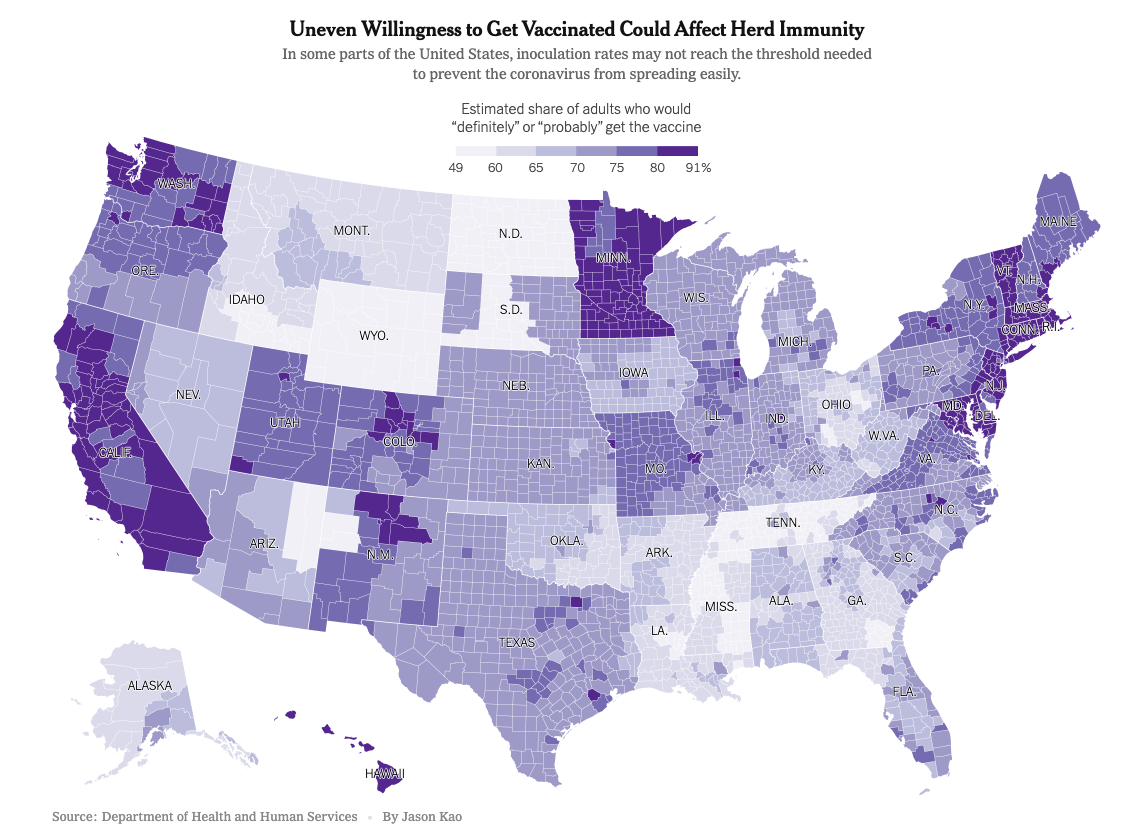 Uneven Willingness to Get Vaccinated Could Affect Herd Immunity
In some parts of the United States, inoculation rates may not reach the threshold needed
to prevent the coronavirus from spreading easily.
Estimated share of adults who would
“definitely” or “probably” get the vaccine
49 60 65 70 75 80 91%
WASH.
MONT.
N.D.
MINN.
MAINE
ORE.
IDAHO
S.D.
WIS.
VT.
N.H.
N.Y.
MASS.
CONN.
R.I.
WYO.
MICH.
NEV.
NEB.
IOWA
PA.
N.J.
UTAH
COLO.
ILL.
IND.
OHIO
MD.
DEL.
CALIF.
KAN.
MO.
KY.
W.VA.
VA.
ARIZ.
N.M.
OKLA.
ARK.
TENN.
N.C.
S.C.
MISS.
ALA.
GA.
TEXAS
LA.
FLA.
ALASKA
HAWAII
Source: Department of Health and Human Services • By Jason Kao